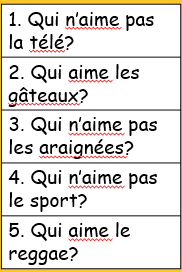 1. Qui n'aime pas
la télé?
2. Qui aime les
gâteaux?
3. Qui n'aime pas
les araignées?
4. Qui n'aime pas
le sport?
5. Qui aime le
reggae?